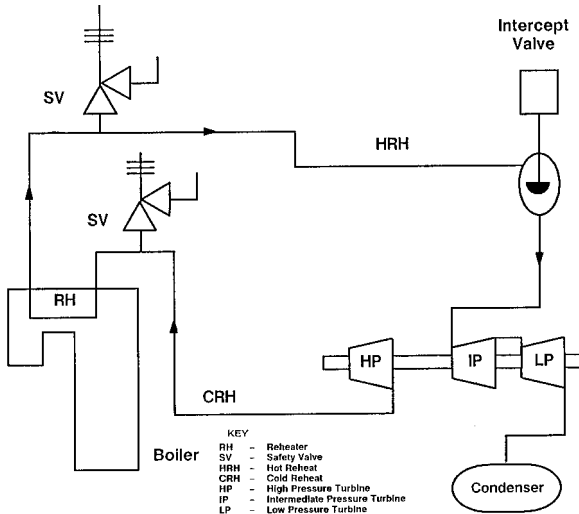 Intercept
Valve
SV
HRH
SV
RH
HP
IP
LP
CRH
Boiler
Condenser
KEY
RH – Reheater
SV – Safety Valve
HRH – Hot Reheat
CRH – Cold Reheat
HP – High Pressure Turbine
IP – Intermediate Pressure Turbine
LP – Low Pressure Turbine